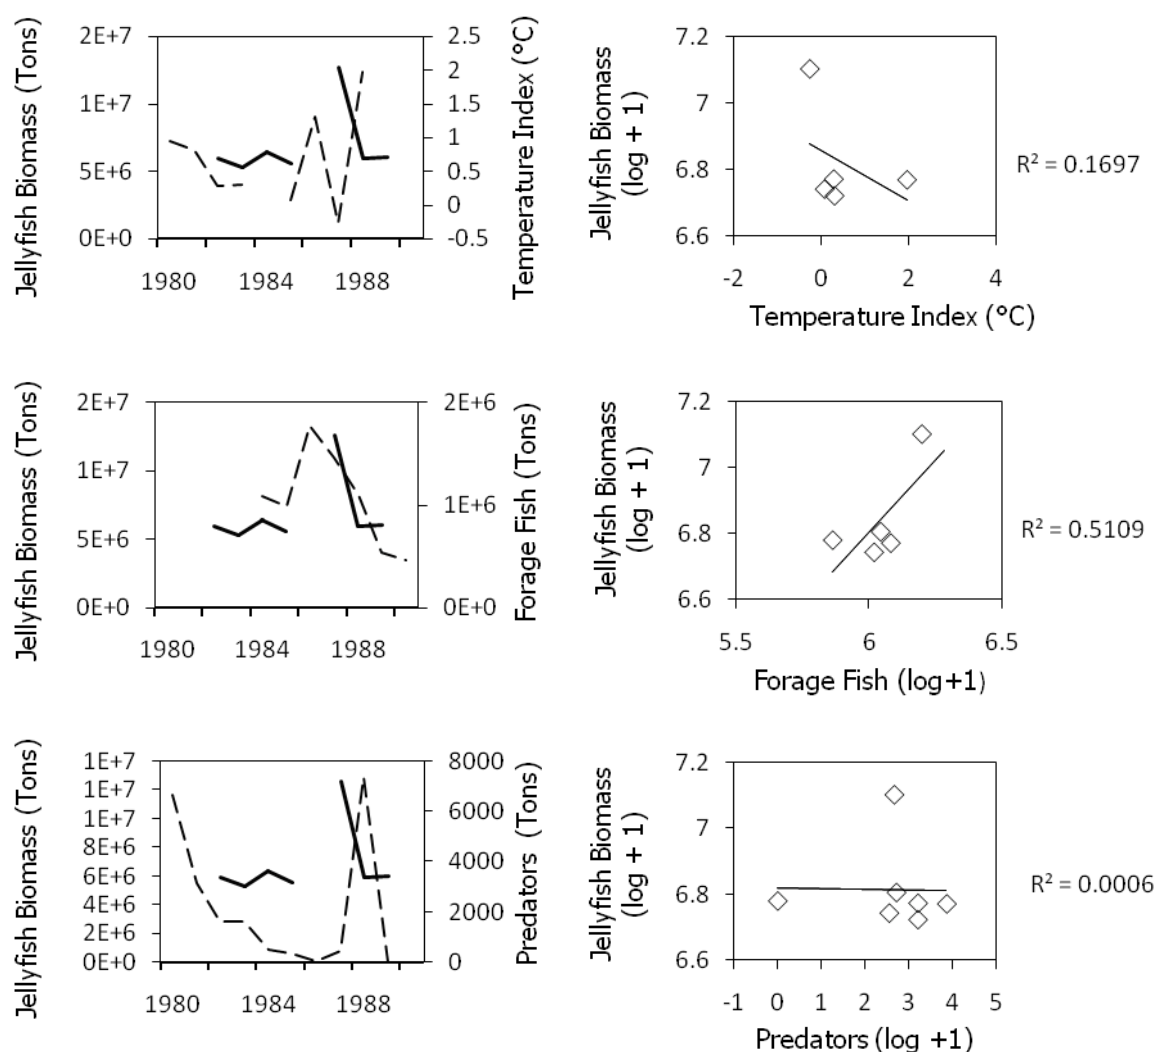 Jellyfish Biomass (Tons)
2E+7
1E+7
5E+6
0E+0
2.5
2
1.5
1
0.5
0
-0.5
Temperature Index (°C)
1980 1984 1988
Jellyfish Biomass
(log + 1)
7.2
7
6.8
6.6
-2 0 2 4
Temperature Index (°C)
R² = 0.1697
Jellyfish Biomass (Tons)
2E+7
1E+7
5E+6
0E+0
2E+6
1E+6
0E+0
Forage Fish (Tons)
1980 1984 1988
Jellyfish Biomass
(log + 1)
7.2
7
6.8
6.6
5.5 6 6.5
Forage Fish (log+1)
R² = 0.5109
Jellyfish Biomass (Tons)
1E+7
1E+7
1E+7
8E+6
6E+6
4E+6
2E+6
0E+0
8000
6000
4000
2000
0
Predators (Tons)
1980 1984 1988
Jellyfish Biomass
(log + 1)
7.2
7
6.8
6.6
-1 0 1 2 3 4 5
Predators (log +1)
R² = 0.0006